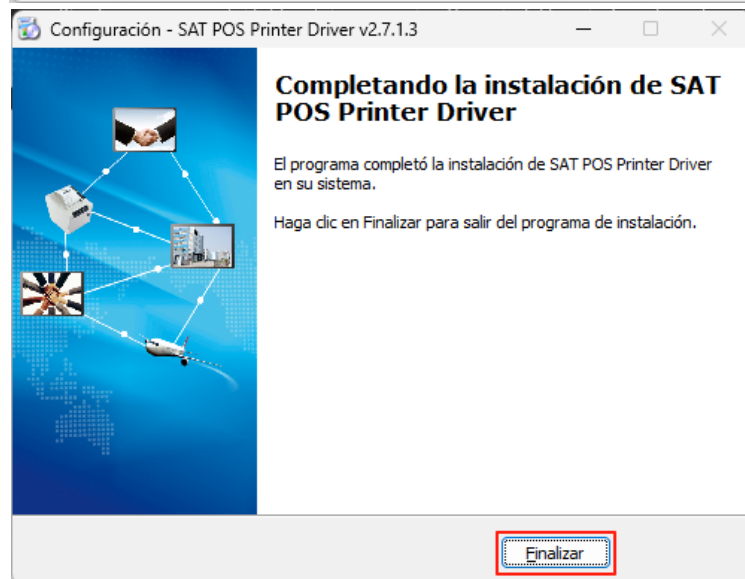 Configuración - SAT POS Printer Driver v2.7.1.3
Completando la instalación de SAT
POS Printer Driver
El programa completó la instalación de SAT POS Printer Driver
en su sistema.
Haga clic en Finalizar para salir del programa de instalación.
Finalizar